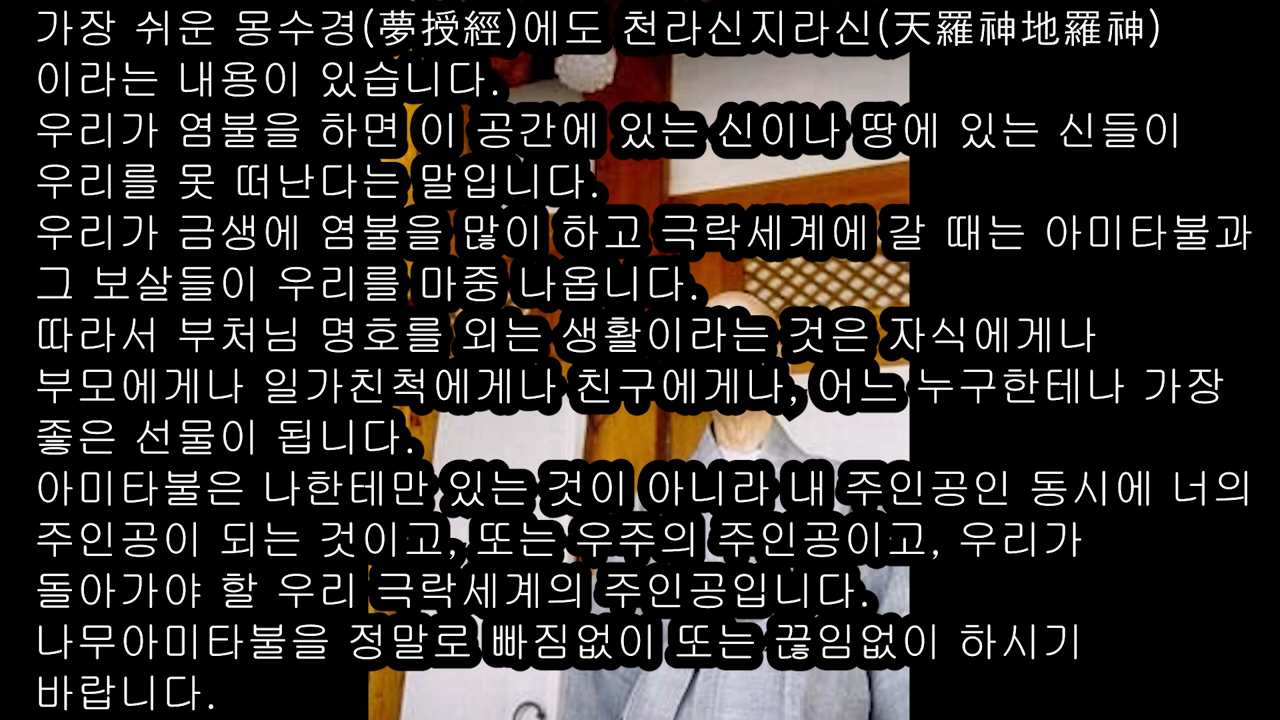 가장 쉬운 몽수경(夢授經)에도 천라신지라신(天羅神地羅神)
이라는 내용이 있습니다.
우리가 염불을 하면 이 공간에 있는 신이나 땅에 있는 신들이
우리를 못 떠난다는 말입니다.
우리가 금생에 염불을 많이 하고 극락세계에 갈 때는 아미타불과
그 보살들이 우리를 마중 나옵니다.
따라서 부처님 명호를 외는 생활이라는 것은 자식에게나
부모에게나 일가친척에게나 친구에게나, 어느 누구한테나 가장
좋은 선물이 됩니다.
아미타불은 나한테만 있는 것이 아니라 내 주인공인 동시에 너의
주인공이 되는 것이고, 또는 우주의 주인공이고, 우리가
돌아가야 할 우리 극락세계의 주인공입니다.
나무아미타불을 정말로 빠짐없이 또는 끊임없이 하시기
바랍니다.